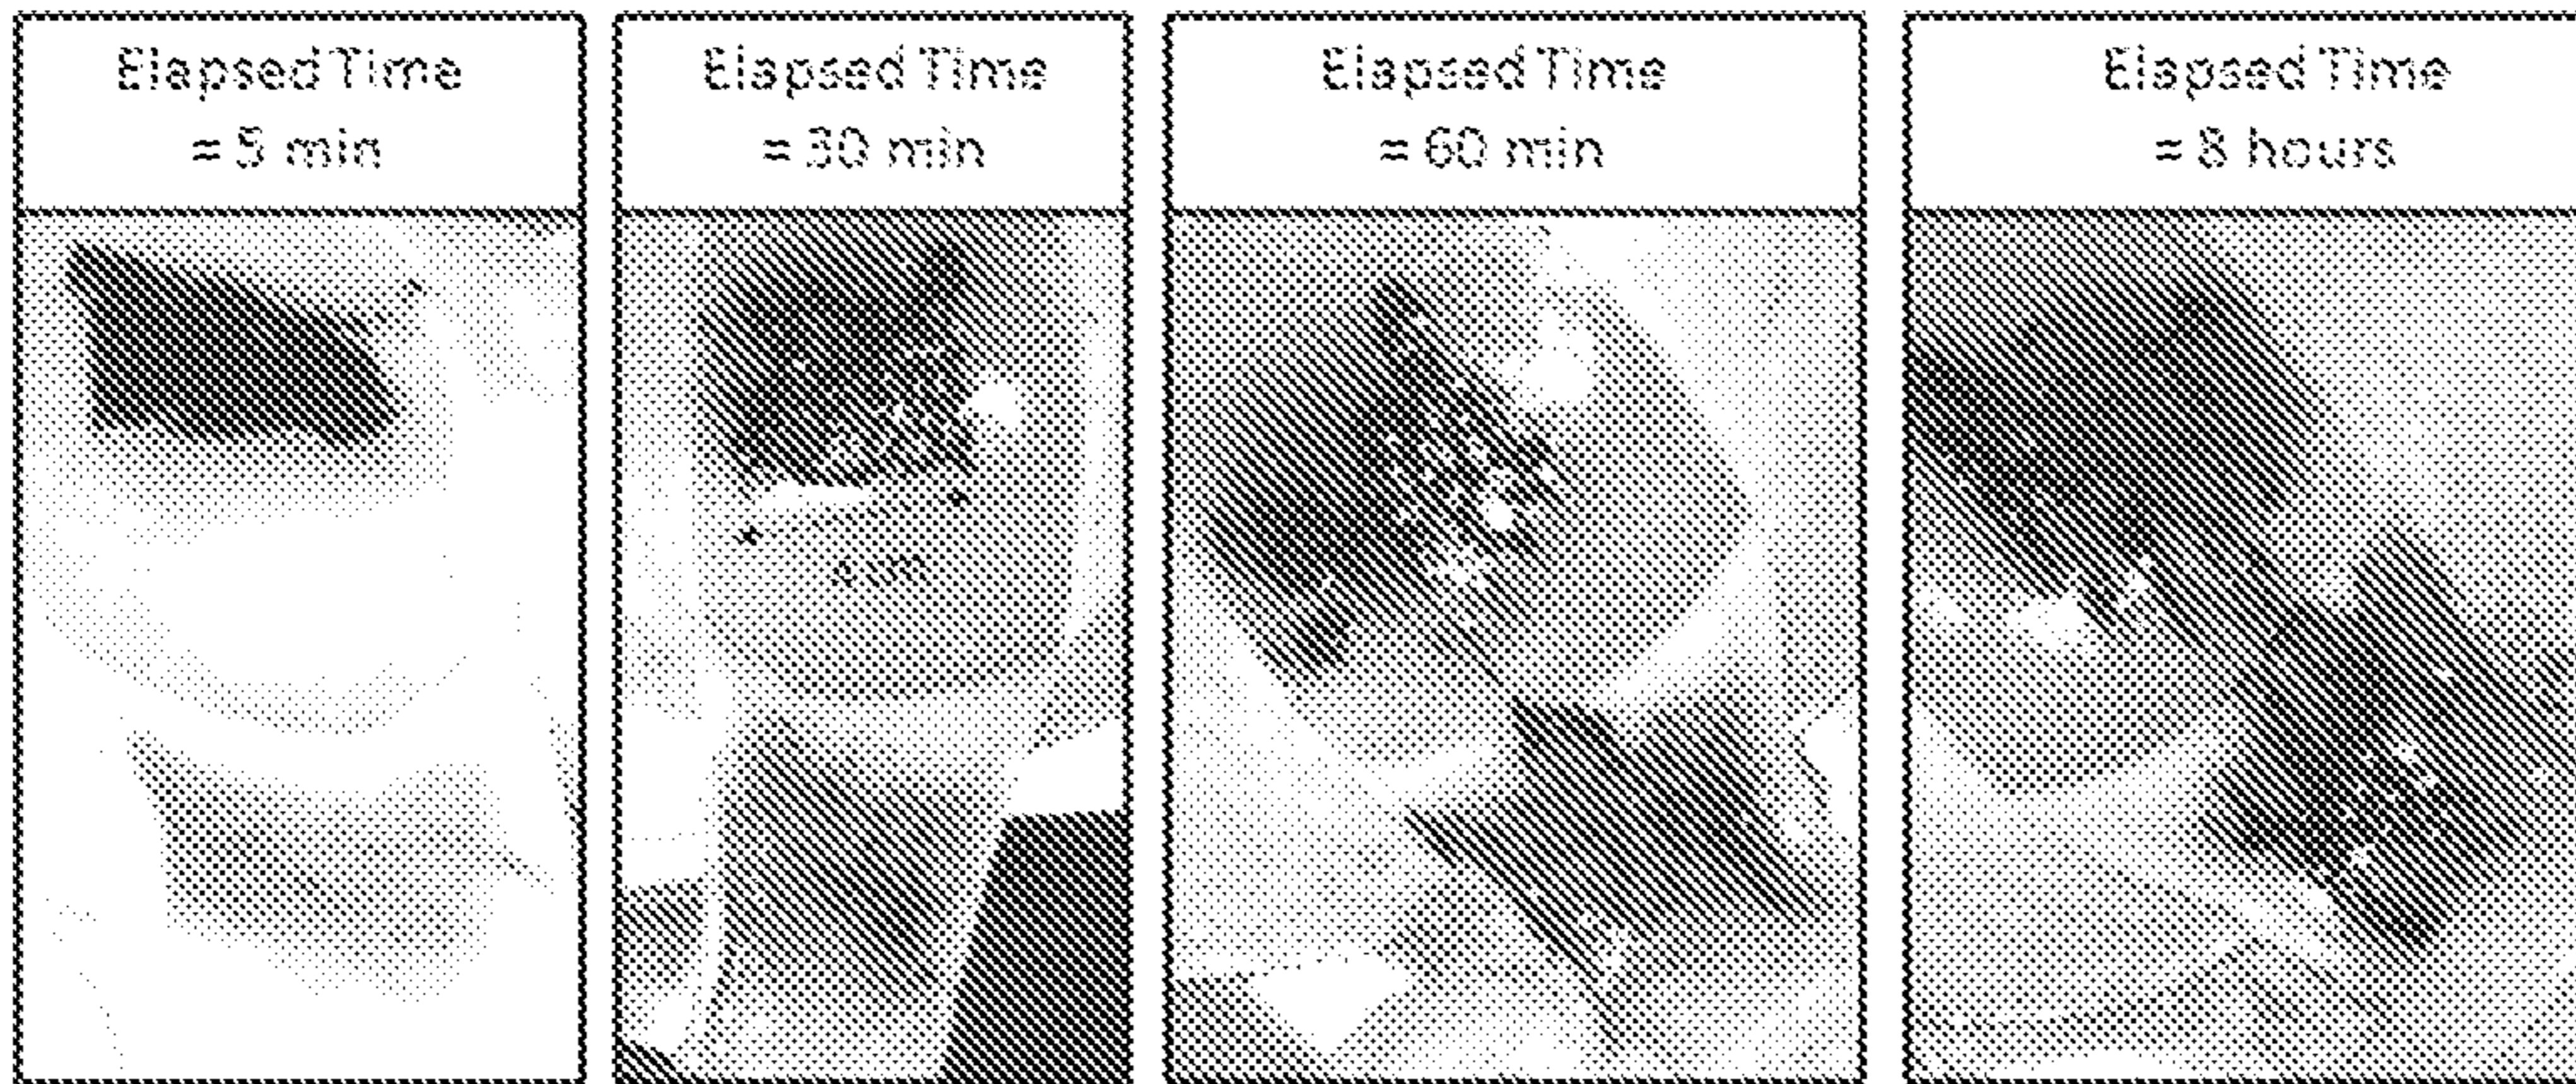 Elapsed Time
= 5 min
Elapsed Time
= 30 min
Elapsed Time
= 60 min
Elapsed Time
= 8 hours